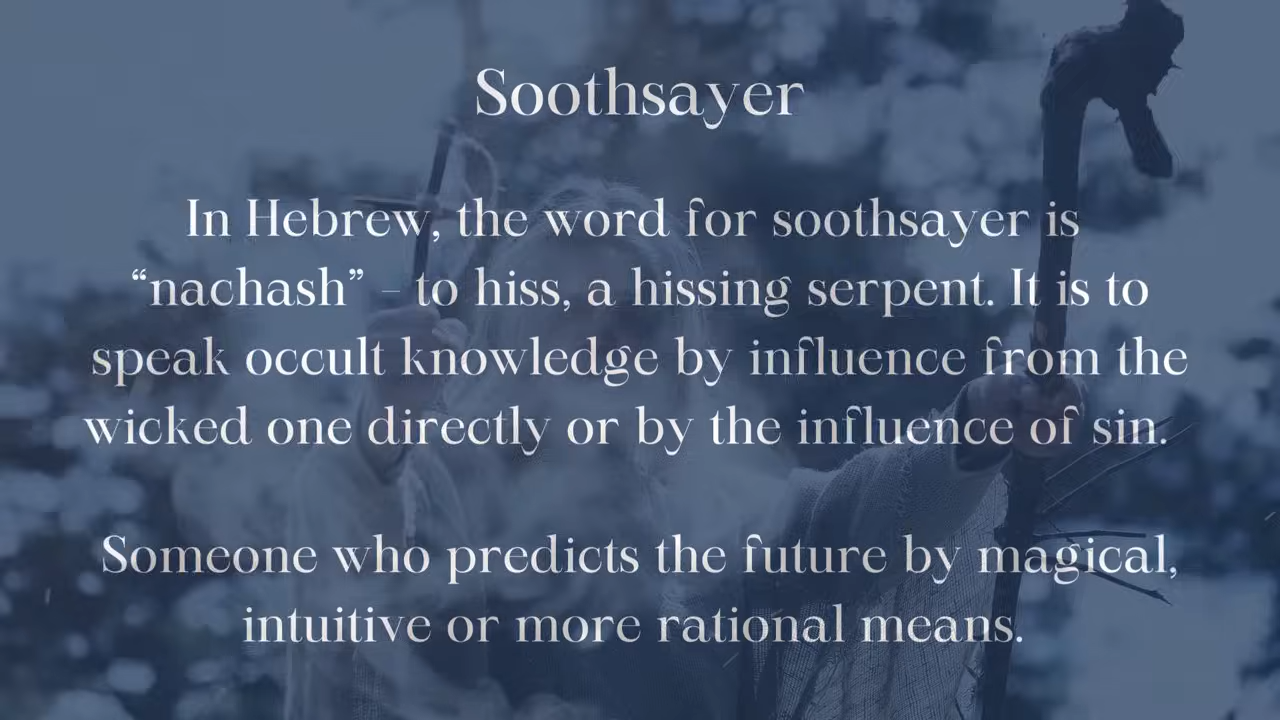 Soothsayer
In Hebrew, the word for soothsayer is
“nachash” – to hiss, a hissing serpent. It is to
speak occult knowledge by influence from the
wicked one directly or by the influence of sin.
Someone who predicts the future by magical,
intuitive or more rational means.